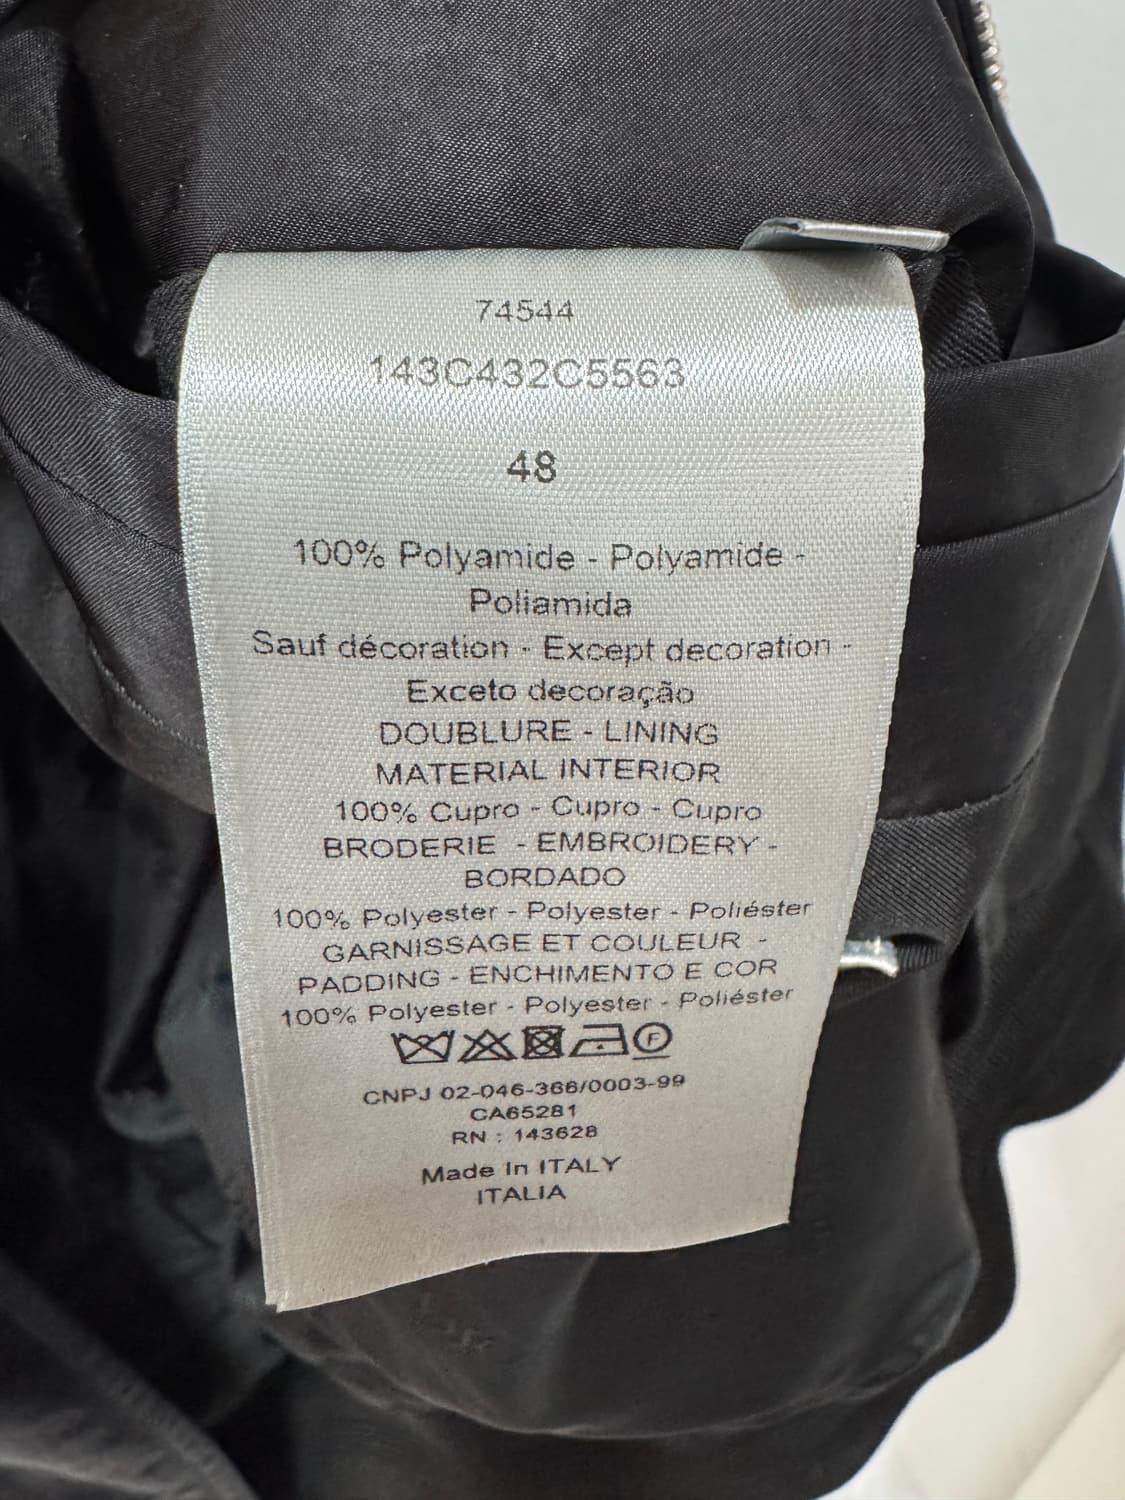 74544
143C432C5563
48
100% Polyamide - Polyamide -
Poliamida
Sauf décoration - Except decoration -
Exceto decoração
DOUBLURE - LINING
MATERIAL INTERIOR
100% Cupro - Cupro - Cupro
BRODERIE - EMBROIDERY -
BORDADO
100% Polyester - Polyester - Poliéster
GARNISSAGE ET COULEUR -
PADDING - ENCHIMENTO E COR
100% Polyester - Polyester - Poliéster
F
CNPJ 02-046-366/0003-99
CA65281
RN : 143628
Made In ITALY
ITALIA